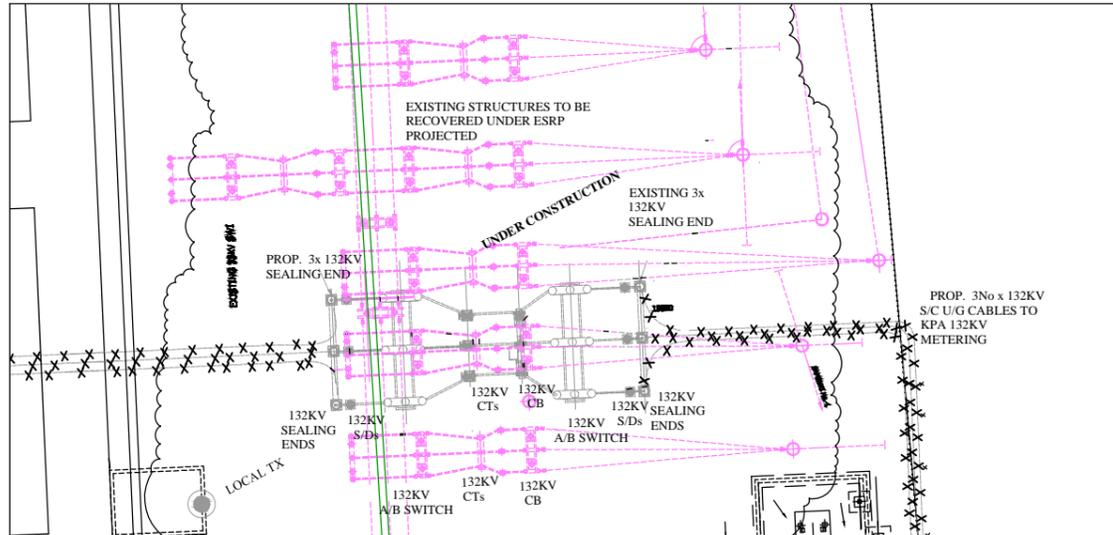 EXISTING STRUCTURES TO BE
RECOVERED UNDER ESRP
PROJECTED
UNDER CONSTRUCTION
EXISTING 3x
132KV
SEALING END
PROP. 3x 132KV
SEALING END
PROP. 3No x 132KV
S/C U/G CABLES TO
KPA 132KV
METERING
132KV
SEALING
ENDS
132KV
S/Ds
132KV
CTs
132KV
CB
132KV
A/B SWITCH
132KV
S/Ds
132KV
SEALING
ENDS
LOCAL TX
132KV
A/B SWITCH
132KV
CTs
132KV
CB